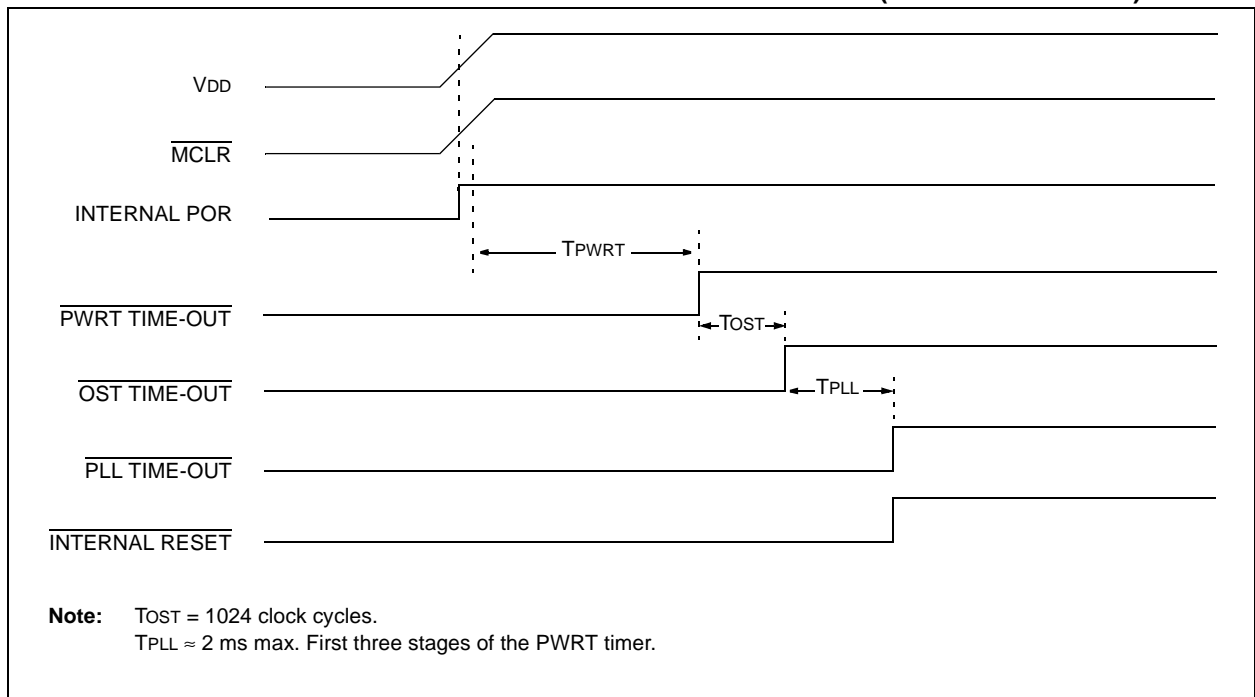 VDD
MCLR
INTERNAL POR
TPWRT
PWRT TIME-OUT
TOST
OST TIME-OUT
TPLL
PLL TIME-OUT
INTERNAL RESET
Note: TOST = 1024 clock cycles.
TPLL ≈ 2 ms max. First three stages of the PWRT timer.